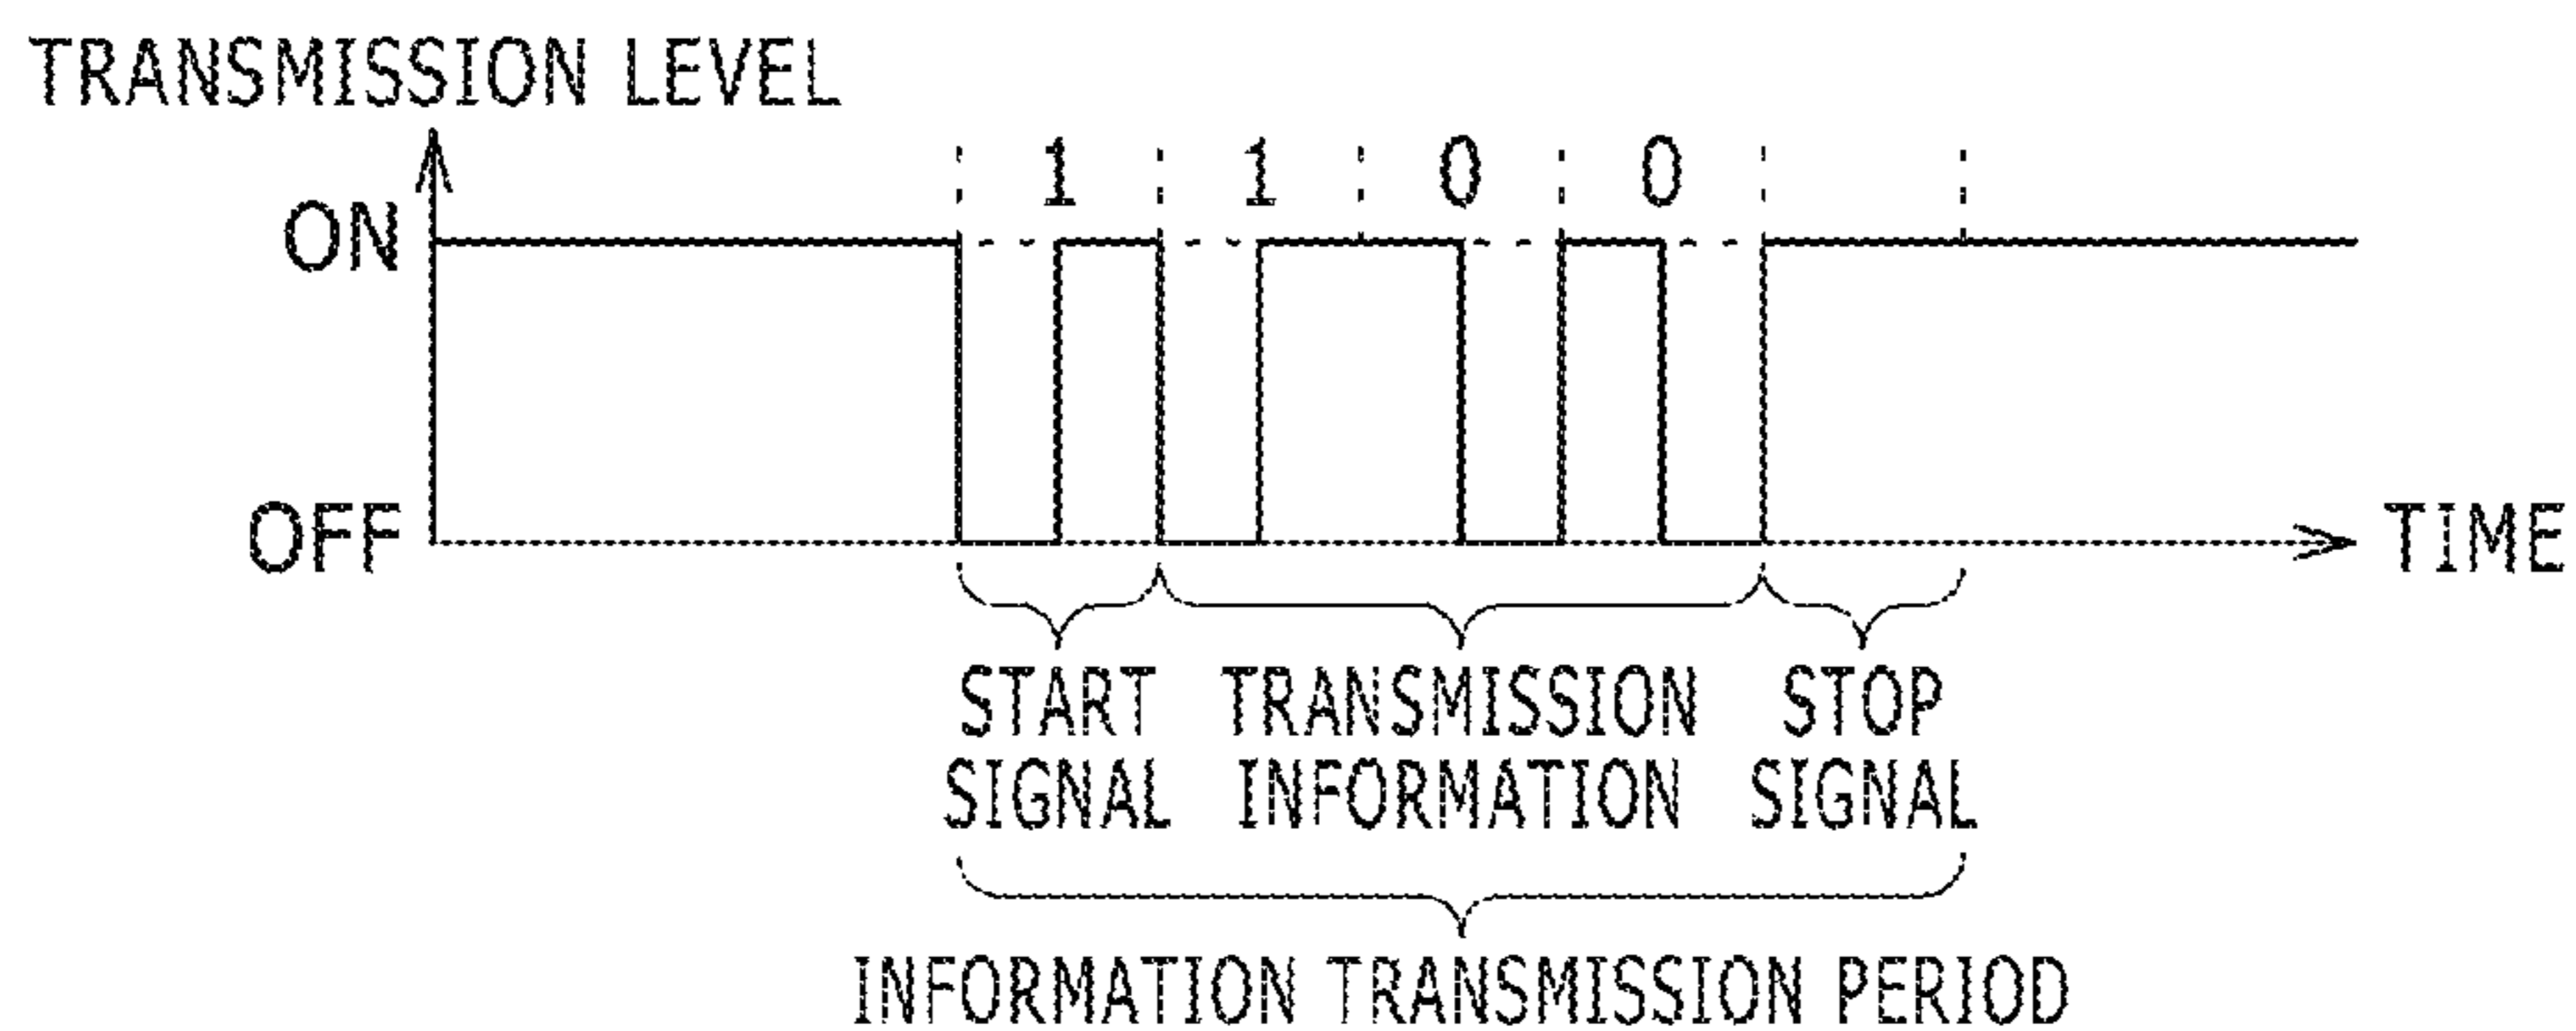 TRANSMISSION LEVEL
1 1 0 0
ON
OFF
TIME
START TRANSMISSION STOP
SIGNAL INFORMATION SIGNAL
INFORMATION TRANSMISSION PERIOD